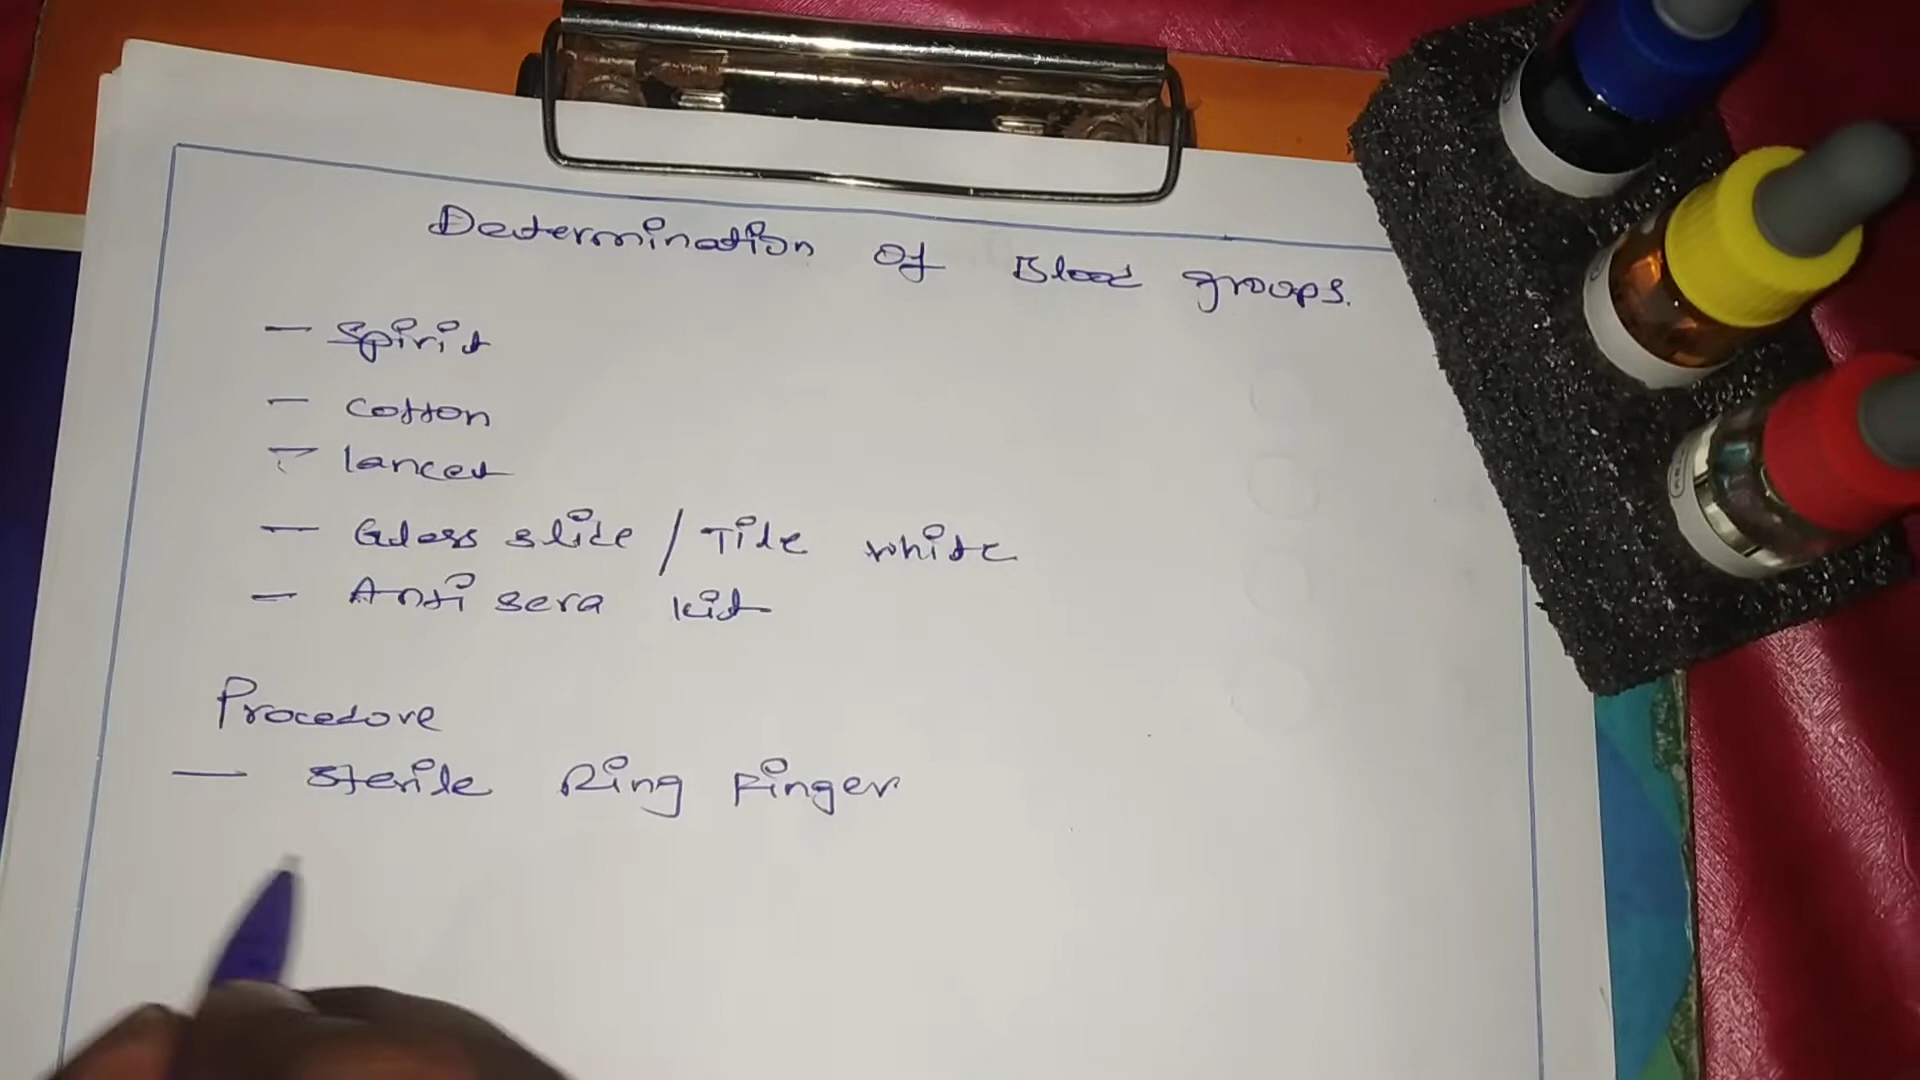 Determination of Blood groups.
- Spirit
- cotton
- lancet
- Glass slide / Tile white
- Anti sera kit
Procedure
- Sterile Ring Finger